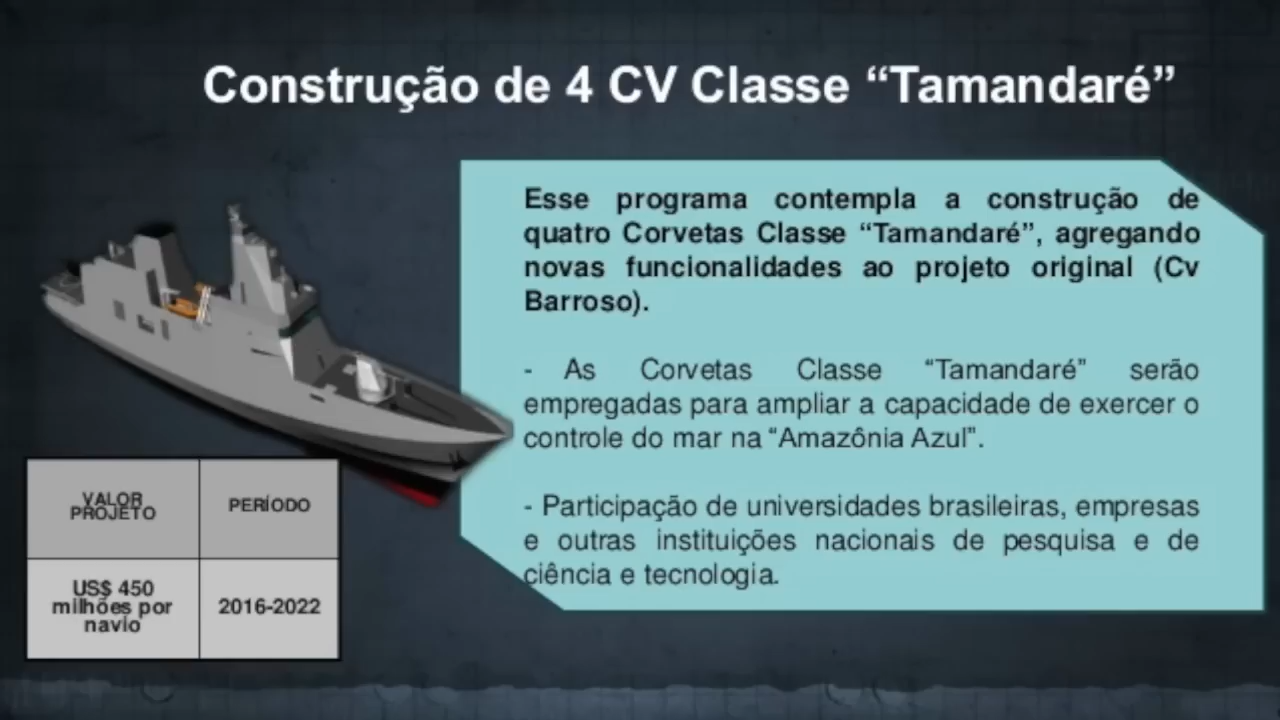 Construção de 4 CV Classe “Tamandaré”
Esse programa contempla a construção de
quatro Corvetas Classe “Tamandaré”, agregando
novas funcionalidades ao projeto original (Cv
Barroso).
- As Corvetas Classe “Tamandaré” serão
empregadas para ampliar a capacidade de exercer o
controle do mar na “Amazônia Azul”.
- Participação de universidades brasileiras, empresas
e outras instituições nacionais de pesquisa e de
ciência e tecnologia.
VALOR
PROJETO
PERÍODO
US$ 450
milhões por
navio
2016-2022